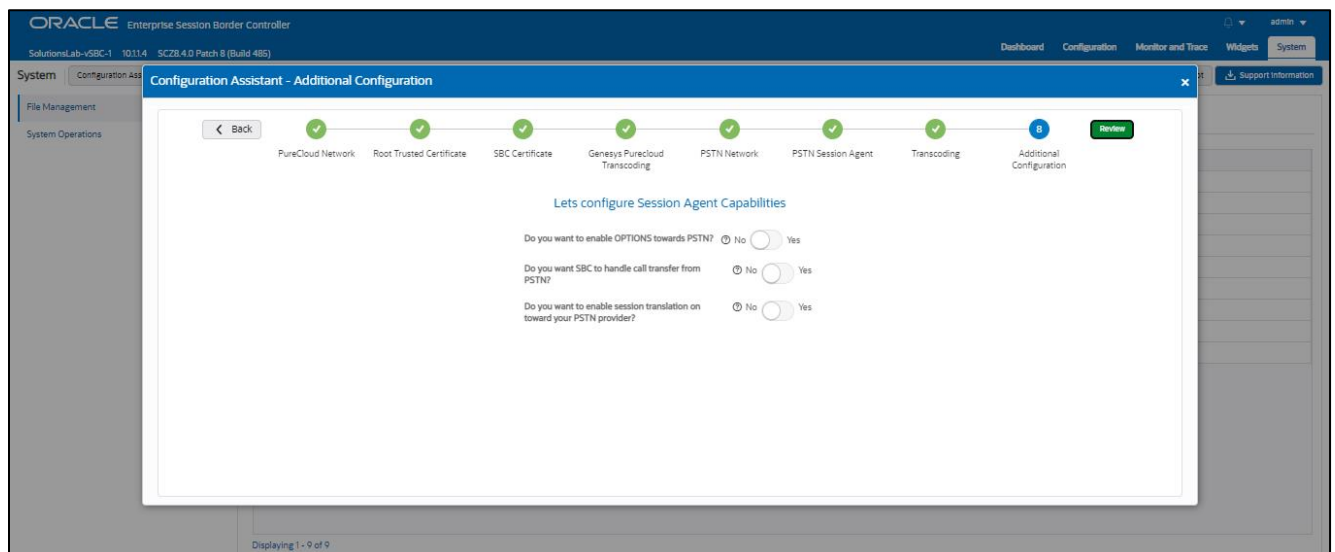 ORACLE Enterprise Session Border Controller
admin
SolutionsLab-vSBC-1 10.1.1.4 SCZ8.4.0 Patch 8 (Build 485)
Dashboard Configuration Monitor and Trace Widgets System
System Configuration Ass
Support Information
Configuration Assistant - Additional Configuration ×
File Management
System Operations
Back
8
Review
PureCloud Network
Root Trusted Certificate
SBC Certificate
Genesys Purecloud
Transcoding
PSTN Network
PSTN Session Agent
Transcoding
Additional
Configuration
Lets configure Session Agent Capabilities
Do you want to enable OPTIONS towards PSTN? ? No Yes
Do you want SBC to handle call transfer from
PSTN?
? No Yes
Do you want to enable session translation on
toward your PSTN provider?
? No Yes
Displaying 1 - 9 of 9